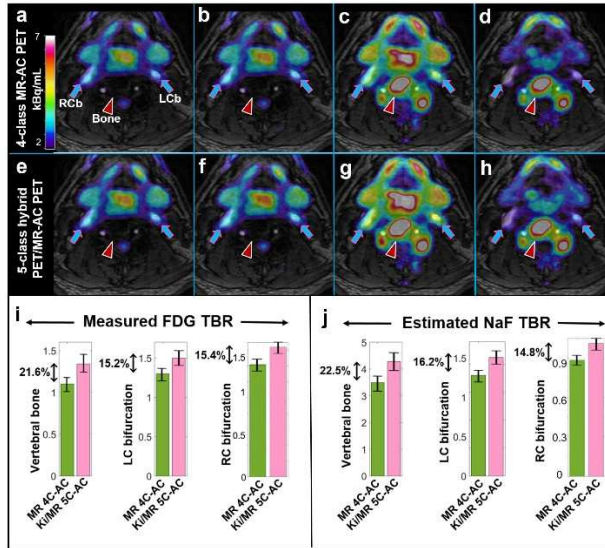 a b c d
4-class MR-AC PET
7
kBq/mL
2
RCb
Bone
LCb
e f g h
5-class hybrid
PET/MR-AC PET
i
Measured FDG TBR
Vertebral bone
1.5
1
0.5
0
21.6%
MR 4C-AC
Ki/MR 5C-AC
LC bifurcation
1.5
1
0
15.2%
MR 4C-AC
Ki/MR 5C-AC
RC bifurcation
1.5
1
0.5
0
15.4%
MR 4C-AC
Ki/MR 5C-AC
j
Estimated NaF TBR
Vertebral bone
5
4
3
2
1
0
22.5%
MR 4C-AC
Ki/MR 5C-AC
LC bifurcation
1.5
1
0
16.2%
MR 4C-AC
Ki/MR 5C-AC
RC bifurcation
0.9
0.6
0.3
0
14.8%
MR 4C-AC
Ki/MR 5C-AC